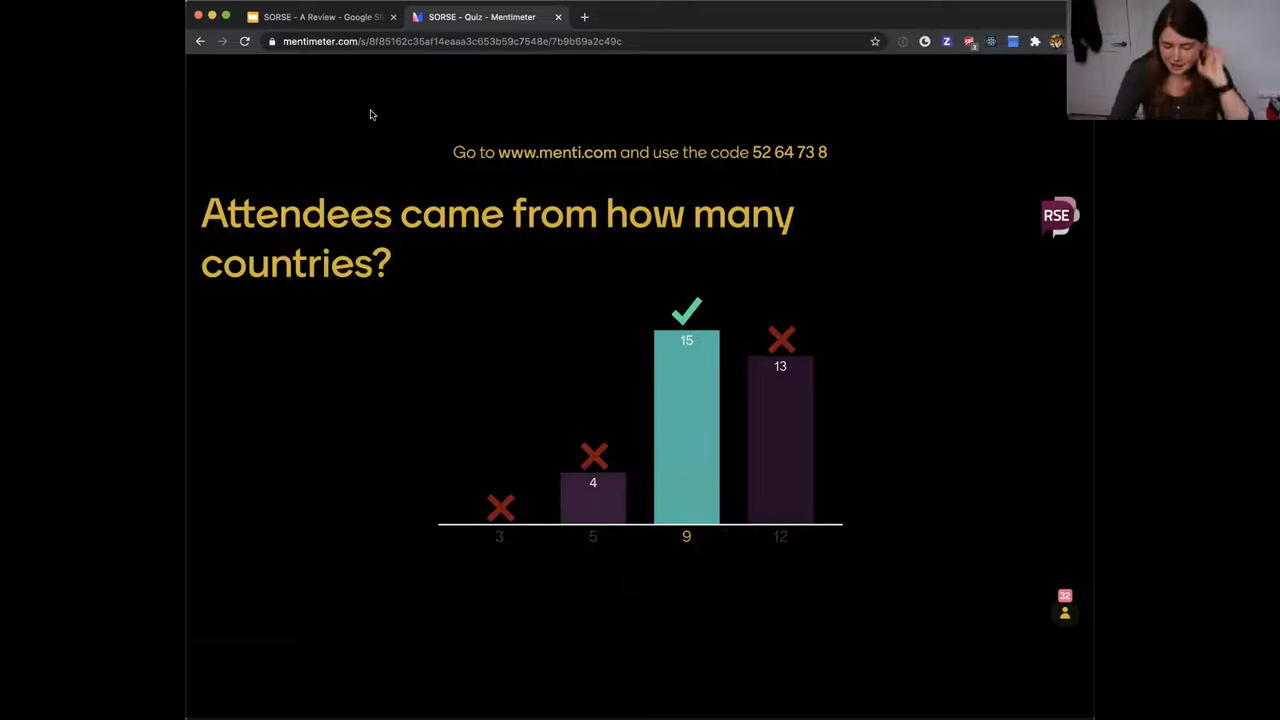 SORSE - A Review - Google Sli
SORSE - Quiz - Mentimeter
mentimeter.com/s/8f85162c35af14eaaa3c653b59c7548e/7b9b69a2c49c
Go to www.menti.com and use the code 52 64 73 8
Attendees came from how many
countries?
RSE
15
13
4
3
5
9
12
32